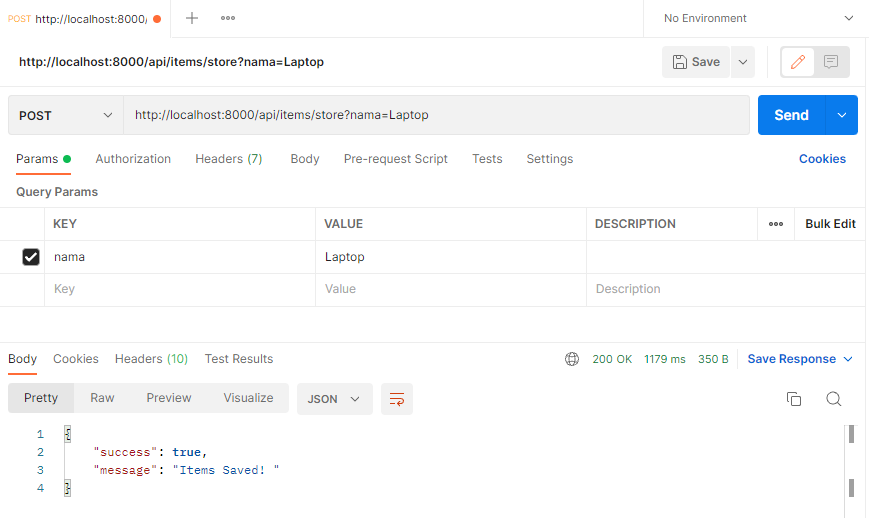 POST http://localhost:8000/ No Environment
http://localhost:8000/api/items/store?nama=Laptop Save
POST http://localhost:8000/api/items/store?nama=Laptop Send
Params Authorization Headers (7) Body Pre-request Script Tests Settings Cookies
Query Params
KEY VALUE DESCRIPTION Bulk Edit
nama Laptop
Key Value Description
Body Cookies Headers (10) Test Results 200 OK 1179 ms 350 B Save Response
Pretty Raw Preview Visualize JSON
1 {
2 "success": true,
3 "message": "Items Saved! "
4 }